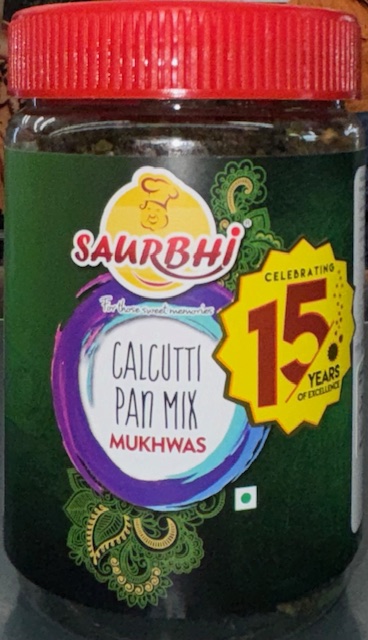 SAURBHi
®
For those sweet memories
CELEBRATING
15
YEARS
OF EXCELLENCE
CALCUTTI
PAN MIX
MUKHWAS